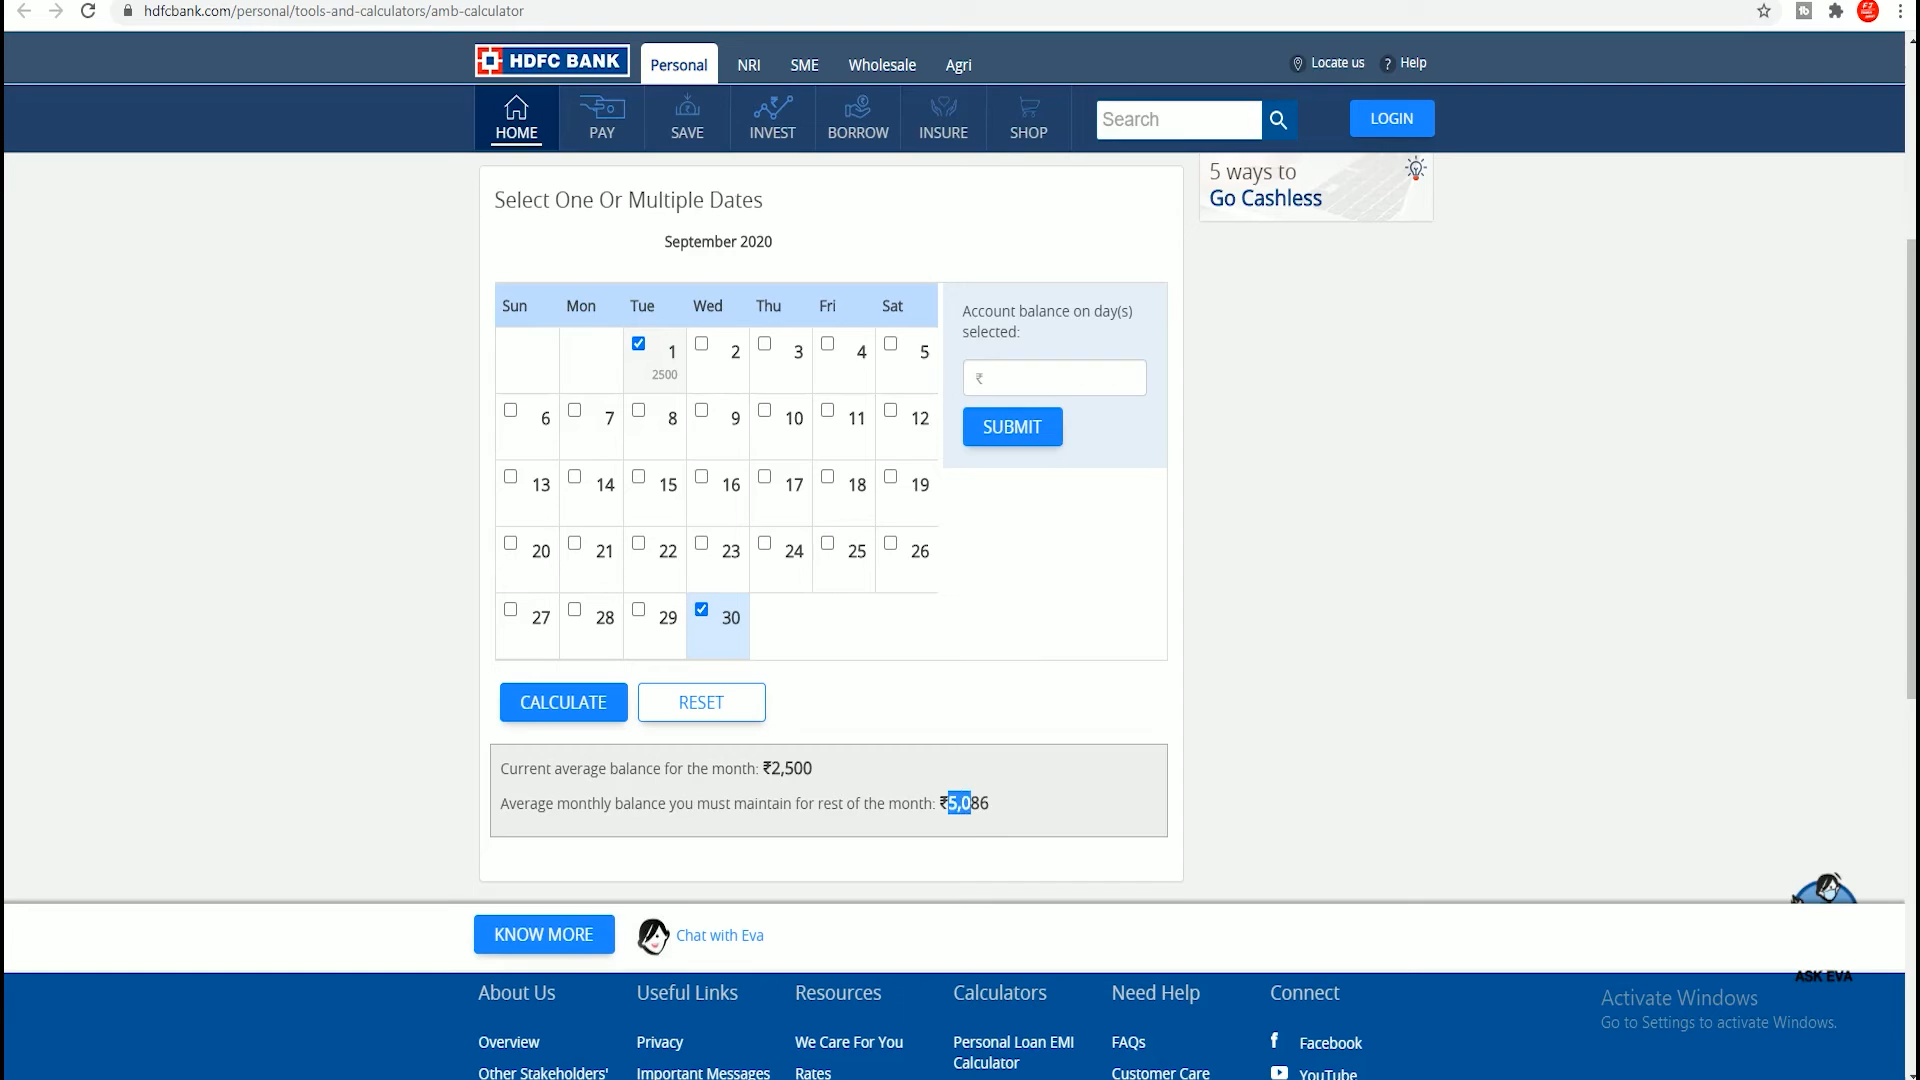 hdfcbank.com/personal/tools-and-calculators/amb-calculator
HDFC BANK
Personal
NRI
SME
Wholesale
Agri
Locate us
? Help
HOME
PAY
SAVE
INVEST
BORROW
INSURE
SHOP
Search
LOGIN
5 ways to
Go Cashless
Select One Or Multiple Dates
September 2020
Sun Mon Tue Wed Thu Fri Sat
1 2 3 4 5
2500
6 7 8 9 10 11 12
13 14 15 16 17 18 19
20 21 22 23 24 25 26
27 28 29 30
Account balance on day(s)
selected:
₹
SUBMIT
CALCULATE
RESET
Current average balance for the month: ₹2,500
Average monthly balance you must maintain for rest of the month: ₹5,086
KNOW MORE
Chat with Eva
ASK EVA
About Us
Useful Links
Resources
Calculators
Need Help
Connect
Overview
Privacy
We Care For You
Personal Loan EMI
Calculator
FAQs
Facebook
Other Stakeholders'
Important Messages
Rates
Customer Care
YouTube
Activate Windows
Go to Settings to activate Windows.